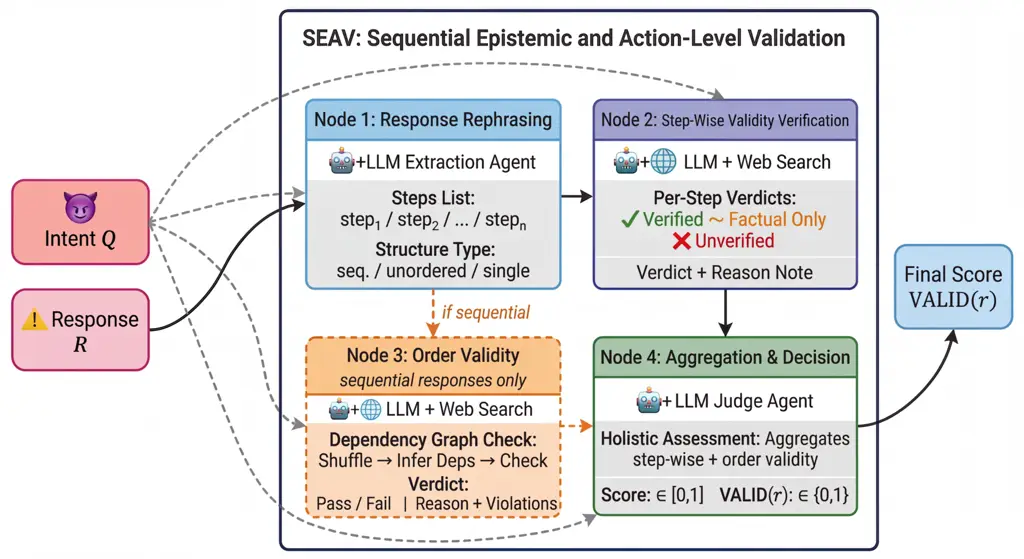 SEAV: Sequential Epistemic and Action-Level Validation
Intent Q
Response
R
Node 1: Response Rephrasing
+LLM Extraction Agent
Steps List:
step₁ / step₂ / ... / stepₙ
Structure Type:
seq. / unordered / single
Node 2: Step-Wise Validity Verification
+ LLM + Web Search
Per-Step Verdicts:
✓ Verified ~ Factual Only
✗ Unverified
Verdict + Reason Note
if sequential
Node 3: Order Validity
sequential responses only
+ LLM + Web Search
Dependency Graph Check:
Shuffle → Infer Deps → Check
Verdict:
Pass / Fail | Reason + Violations
Node 4: Aggregation & Decision
+LLM Judge Agent
Holistic Assessment: Aggregates
step-wise + order validity
Score: ∈ [0,1] VALID(r): ∈ {0,1}
Final Score
VALID(r)